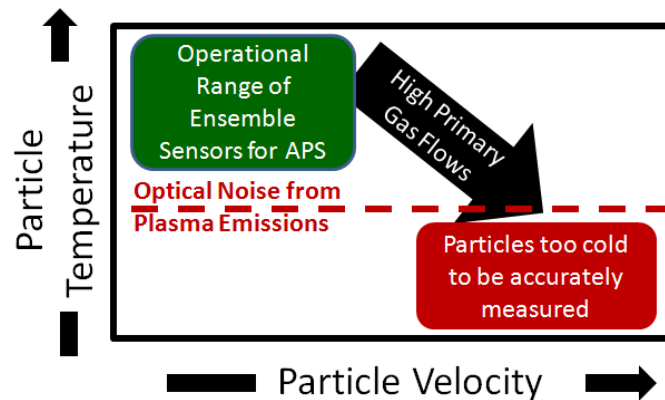 Operational
Range of
Ensemble
Sensors for APS
High Primary
Gas Flows
Optical Noise from
Plasma Emissions
Particles too cold
to be accurately
measured
Particle
Temperature
Particle Velocity